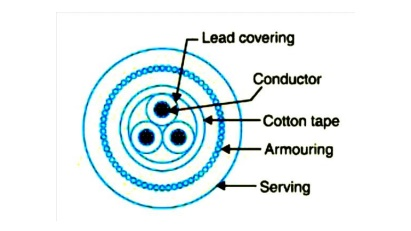 Lead covering
Conductor
Cotton tape
Armouring
Serving